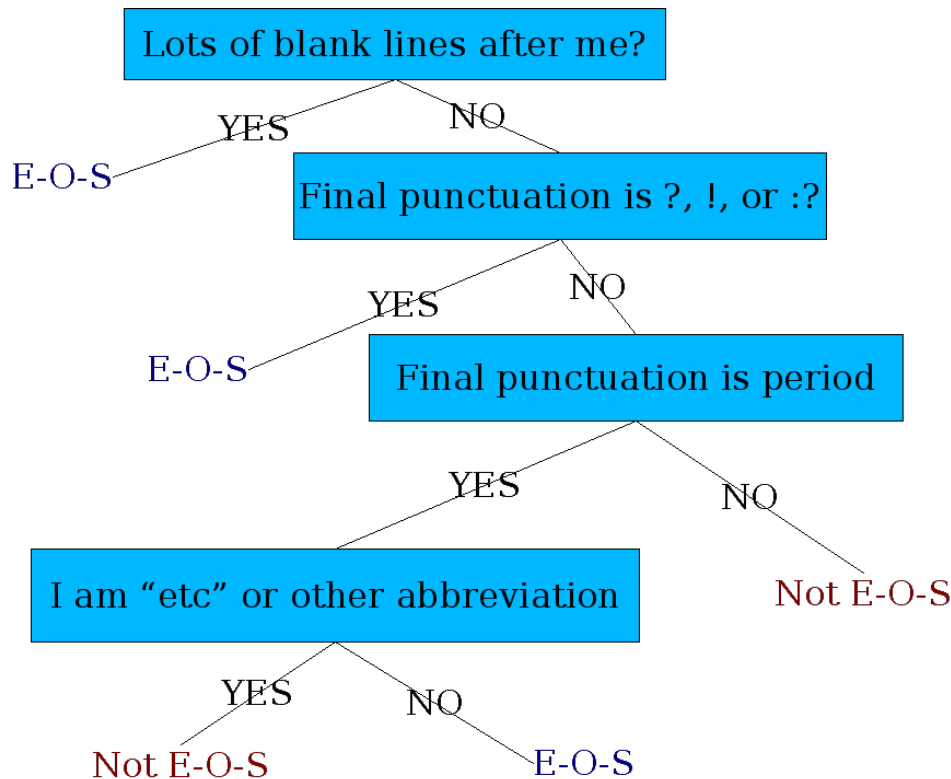 Lots of blank lines after me?
YES
NO
E-O-S
Final punctuation is ?, !, or :?
YES
NO
E-O-S
Final punctuation is period
YES
NO
I am “etc” or other abbreviation
Not E-O-S
YES
NO
Not E-O-S
E-O-S